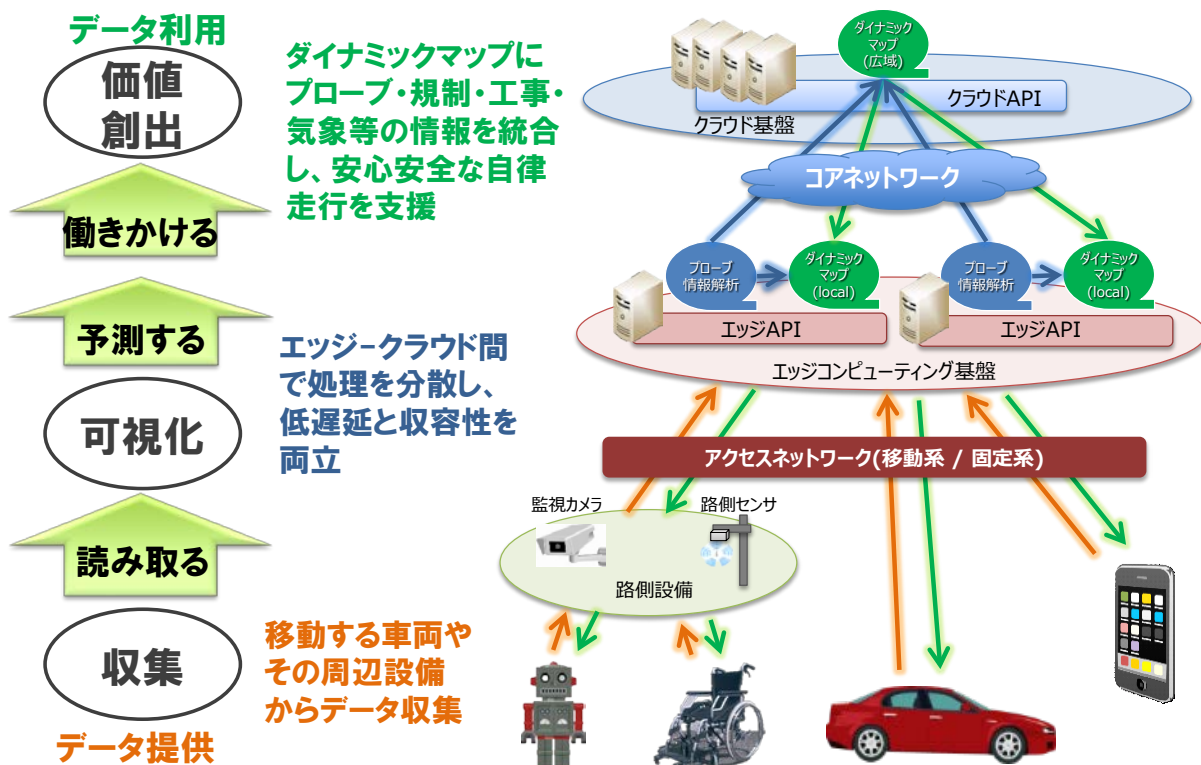 データ利用
価値
創出
働きかける
予測する
可視化
読み取る
収集
データ提供
ダイナミックマップに
プローブ・規制・工事・
気象等の情報を統合
し、安心安全な自律
走行を支援
エッジ-クラウド間
で処理を分散し、
低遅延と収容性を
両立
移動する車両や
その周辺設備
からデータ収集
ダイナミック
マップ
(広域)
クラウドAPI
クラウド基盤
コアネットワーク
プローブ
情報解析
ダイナミック
マップ
(local)
プローブ
情報解析
ダイナミック
マップ
(local)
エッジAPI
エッジAPI
エッジコンピューティング基盤
アクセスネットワーク(移動系 / 固定系)
監視カメラ
路側センサ
路側設備